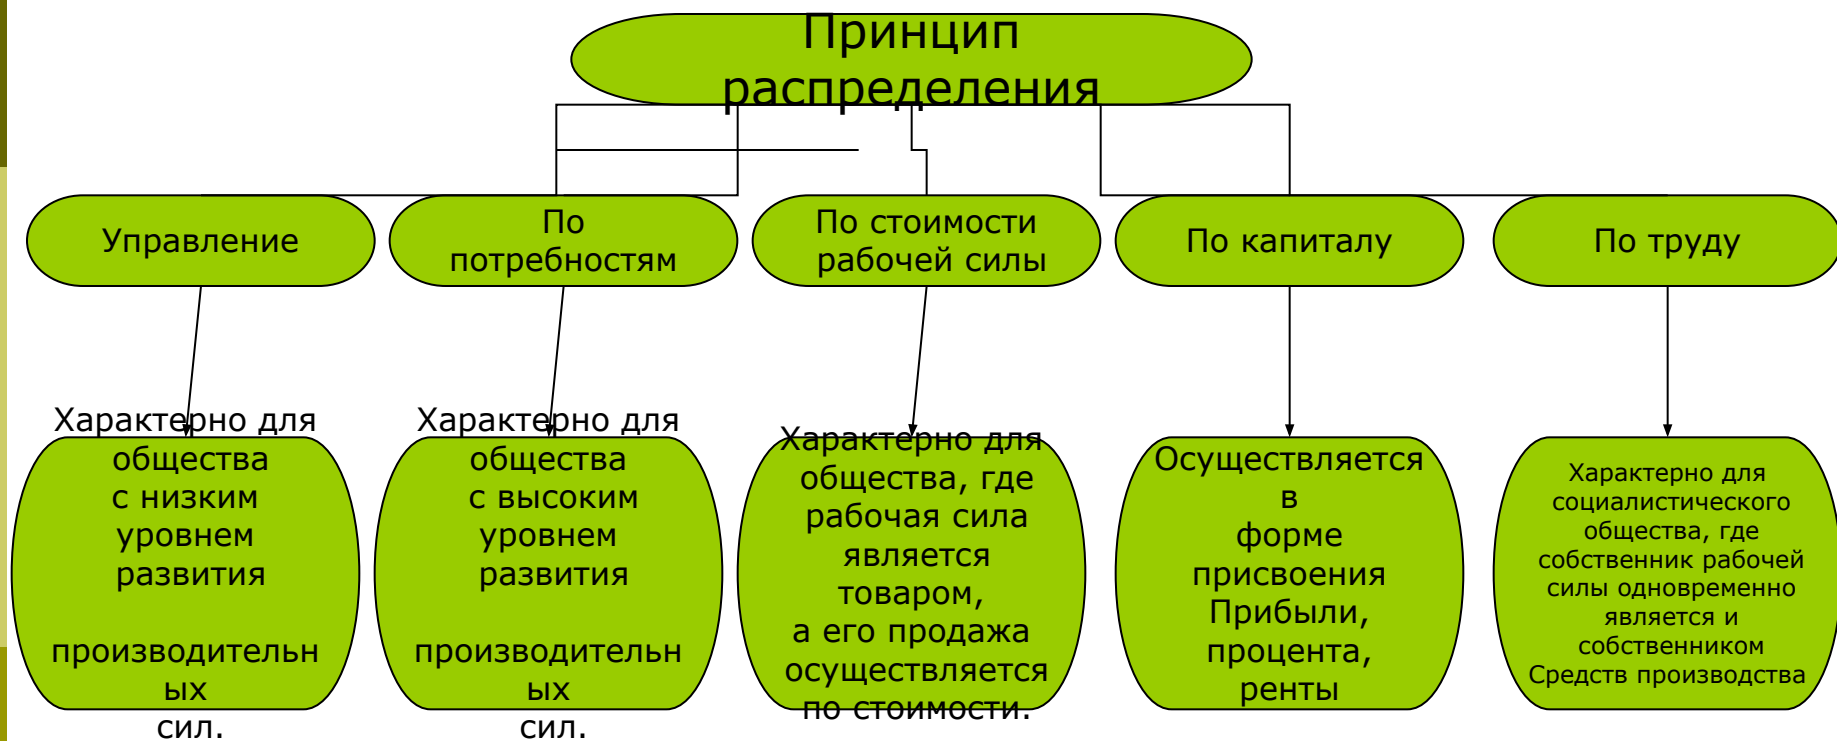 Принцип
распределения
Управление
По
потребностям
По стоимости
рабочей силы
По капиталу
По труду
Характерно для
общества
с низким
уровнем
развития
производительн
ых
сил.
Характерно для
общества
с высоким
уровнем
развития
производительн
ых
сил.
Характерно для
общества, где
рабочая сила
является
товаром,
а его продажа
осуществляется
по стоимости.
Осуществляется
в
форме
присвоения
Прибыли,
процента,
ренты
Характерно для
социалистического
общества, где
собственник рабочей
силы одновременно
является и
собственником
Средств производства